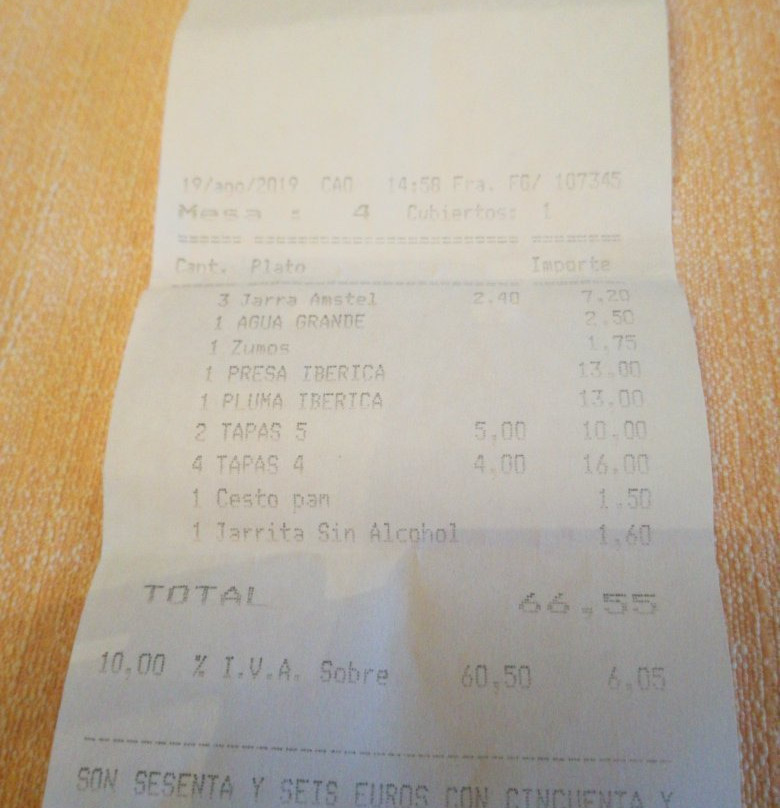 19/ago/2019 CAO 14:58 Fra. FG/ 107345
Mesa : 4 Cubiertos: 1
====== ========================= ========
Cant. Plato Importe
3 Jarra Amstel 2.40 7.20
1 AGUA GRANDE 2.50
1 Zumos 1.75
1 PRESA IBERICA 13.00
1 PLUMA IBERICA 13.00
2 TAPAS 5 5,00 10.00
4 TAPAS 4 4.00 16.00
1 Cesto pan 1.50
1 Jarrita Sin Alcohol 1,60
TOTAL 66,55
10,00 % I.V.A. Sobre 60,50 6,05
SON SESENTA Y SEIS EUROS CON CINCUENTA Y